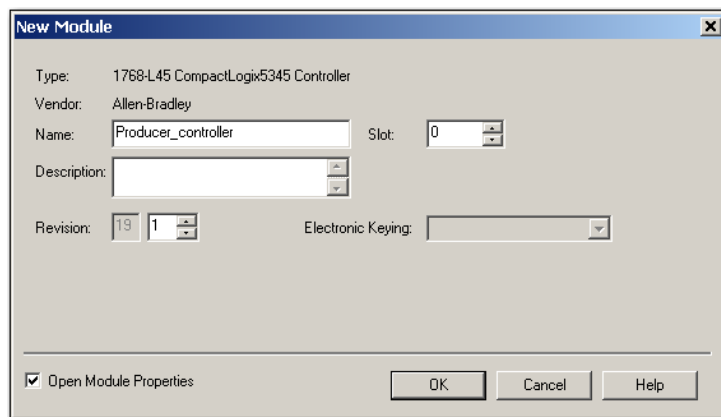 New Module
Type: 1768-L45 CompactLogix5345 Controller
Vendor: Allen-Bradley
Name: Producer_controller Slot: 0
Description:
Revision: 19 1 Electronic Keying:
Open Module Properties OK Cancel Help